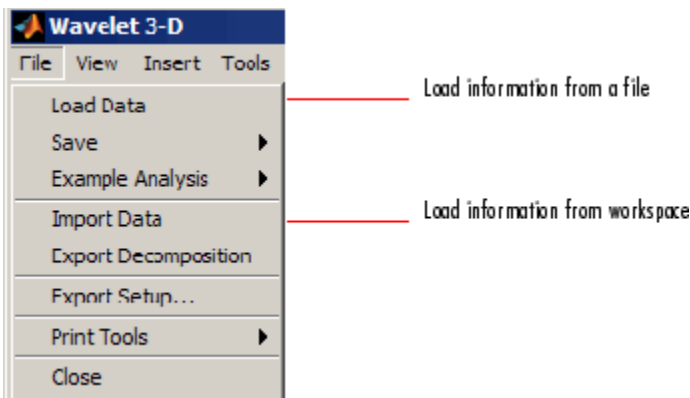 Wavelet 3-D
File View Insert Tools
Load Data
Save
Example Analysis
Import Data
Export Decomposition
Export Setup...
Print Tools
Close
Load information from a file
Load information from workspace